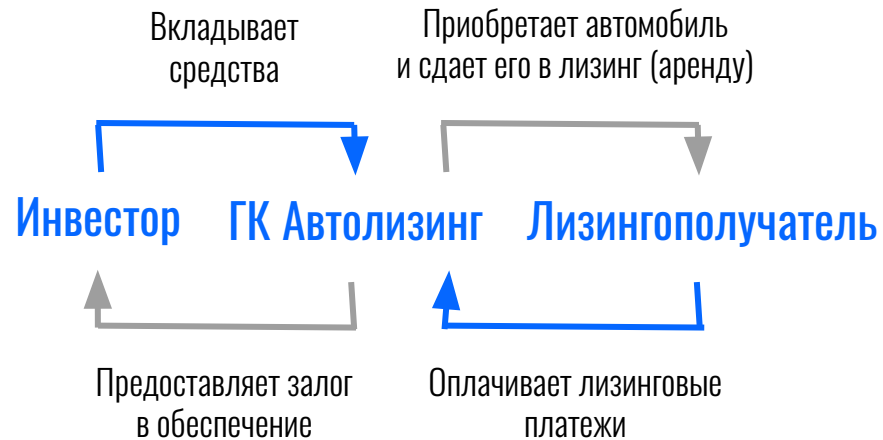 Вкладывает
средства
Приобретает автомобиль
и сдает его в лизинг (аренду)
Инвестор
ГК Автолизинг
Лизингополучатель
Предоставляет залог
в обеспечение
Оплачивает лизинговые
платежи